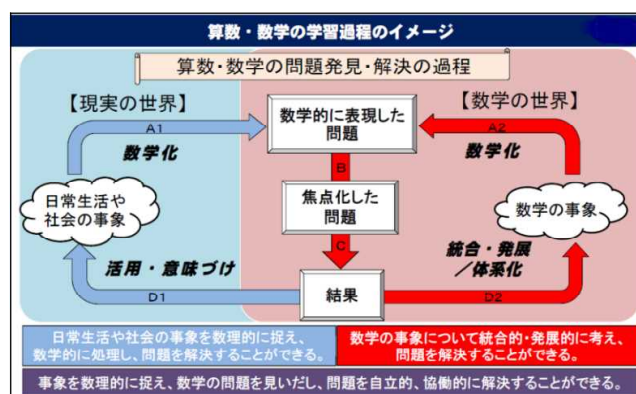 算数・数学の学習過程のイメージ
算数・数学の問題発見・解決の過程
【現実の世界】
【数学の世界】
A1
数学化
数学的に表現した
問題
A2
数学化
B
日常生活や
社会の事象
焦点化した
問題
数学の事象
C
活用・意味づけ
統合・発展
／体系化
D1
結果
D2
日常生活や社会の事象を数理的に捉え、
数学的に処理し、問題を解決することができる。
数学の事象について統合的・発展的に考え、
問題を解決することができる。
事象を数理的に捉え、数学の問題を見いだし、問題を自立的、協働的に解決することができる。